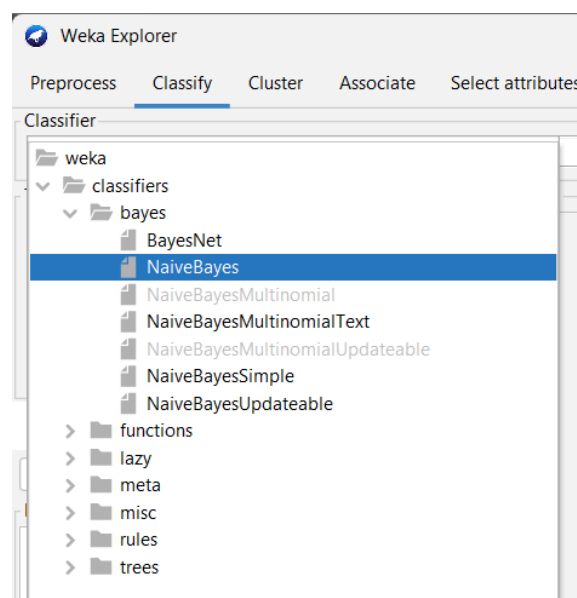 Weka Explorer
Preprocess Classify Cluster Associate Select attributes
Classifier
weka
classifiers
bayes
BayesNet
NaiveBayes
NaiveBayesMultinomial
NaiveBayesMultinomialText
NaiveBayesMultinomialUpdateable
NaiveBayesSimple
NaiveBayesUpdateable
functions
lazy
meta
misc
rules
trees